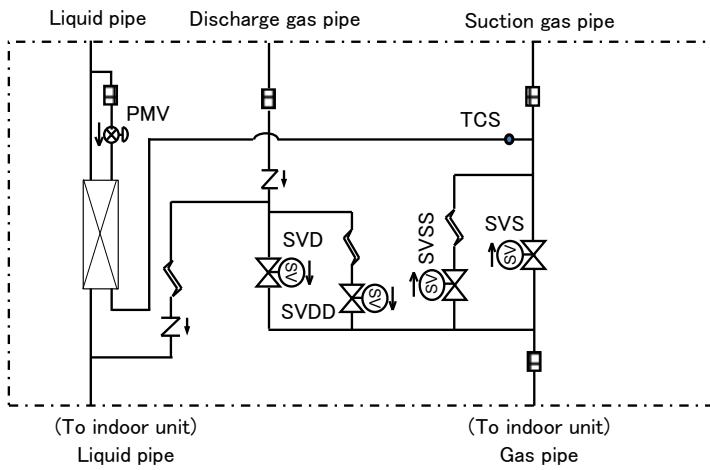 Liquid pipe
Discharge gas pipe
Suction gas pipe
PMV
TCS
SVD
SV
SVDD
SV
SVSS
SV
SVS
SV
(To indoor unit)
Liquid pipe
(To indoor unit)
Gas pipe